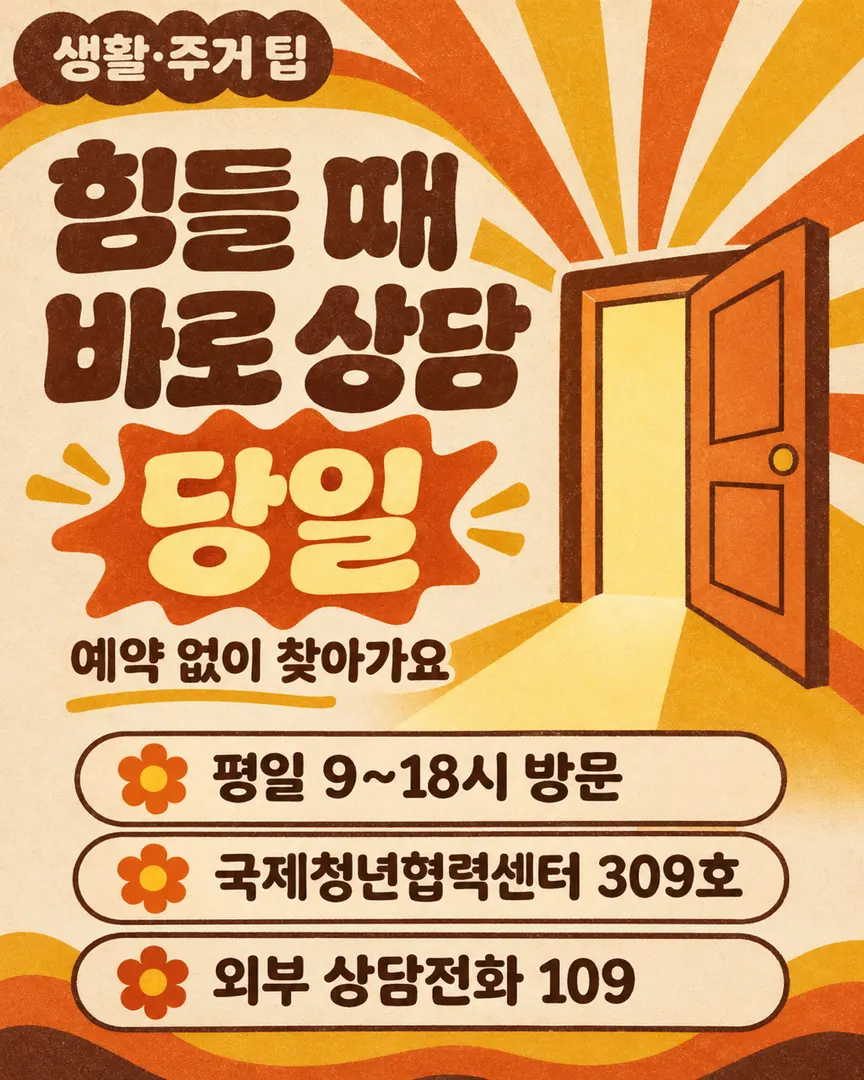 생활·주거 팁
힘들 때
바로 상담
당일
예약 없이 찾아가요
평일 9~18시 방문
국제청년협력센터 309호
외부 상담전화 109